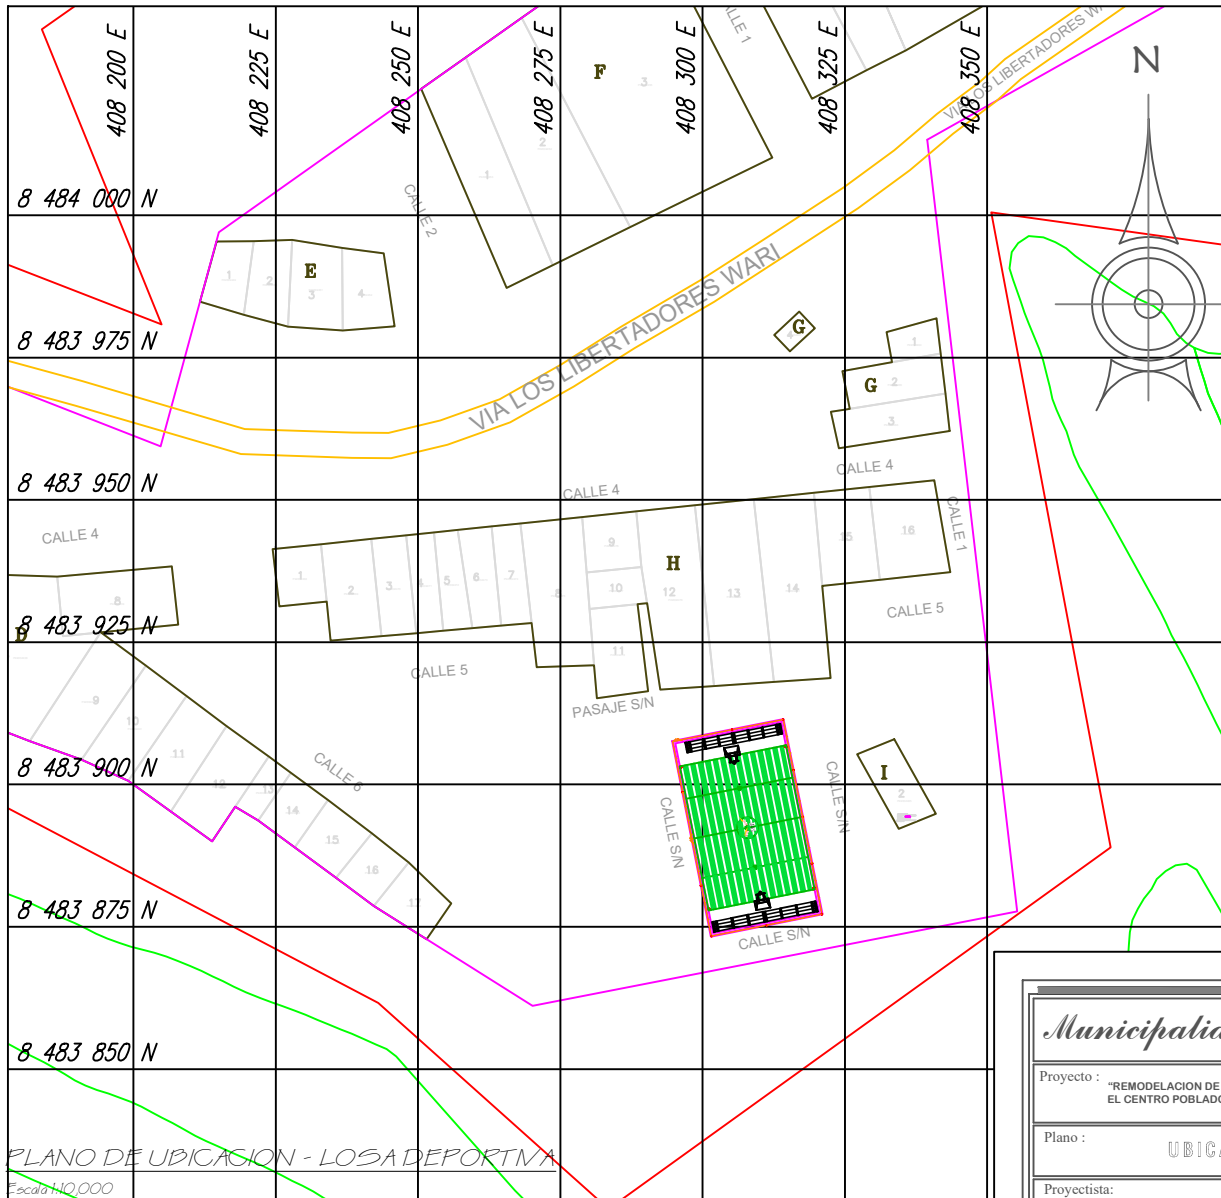 408 200 E
408 225 E
408 250 E
408 275 E
408 300 E
408 325 E
408 350 E
8 484 000 N
8 483 975 N
8 483 950 N
8 483 925 N
8 483 900 N
8 483 875 N
8 483 850 N
N
CALLE 1
VIA LOS LIBERTADORES
F
1
2
3
CALLE 2
E
1
2
3
4
VIA LOS LIBERTADORES WARI
G
G
1
2
3
CALLE 4
CALLE 4
CALLE 4
CALLE 1
H
1
2
3
5
6
7
8
9
10
11
12
13
14
15
16
CALLE 5
CALLE 5
PASAJE S/N
D
8
9
10
11
12
13
14
15
16
17
CALLE 6
CALLE S/N
CALLE S/N
CALLE S/N
I
2
PLANO DE UBICACION - LOSA DEPORTIVA
Escala1:10,000
Municipalid
Proyecto :
"REMODELACION DE
EL CENTRO POBLADO
Plano :
UBICA
Proyectista: